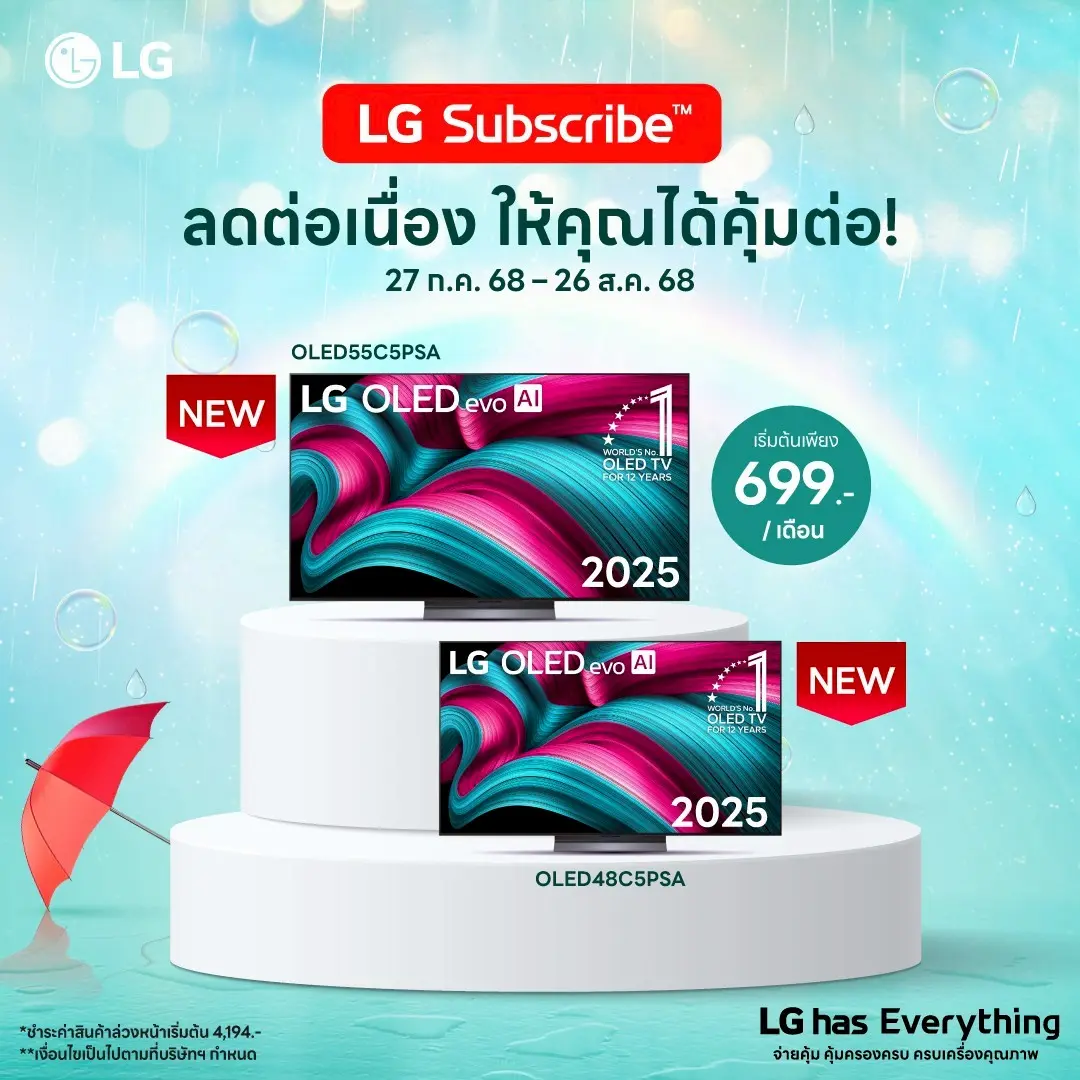 LG
LG Subscribe™
ลดต่อเนื่อง ให้คุณได้คุ้มต่อ!
27 ก.ค. 68 – 26 ส.ค. 68
OLED55C5PSA
NEW
LG OLED evo AI
1
WORLD'S No.
OLED TV
FOR 12 YEARS
2025
เริ่มต้นเพียง
699.-
/ เดือน
LG OLED evo AI
1
WORLD'S No.
OLED TV
FOR 12 YEARS
2025
NEW
OLED48C5PSA
*ชำระค่าสินค้าล่วงหน้าเริ่มต้น 4,194.-
**เงื่อนไขเป็นไปตามที่บริษัทฯ กำหนด
LG has Everything
จ่ายคุ้ม คุ้มครองครบ ครบเครื่องคุณภาพ